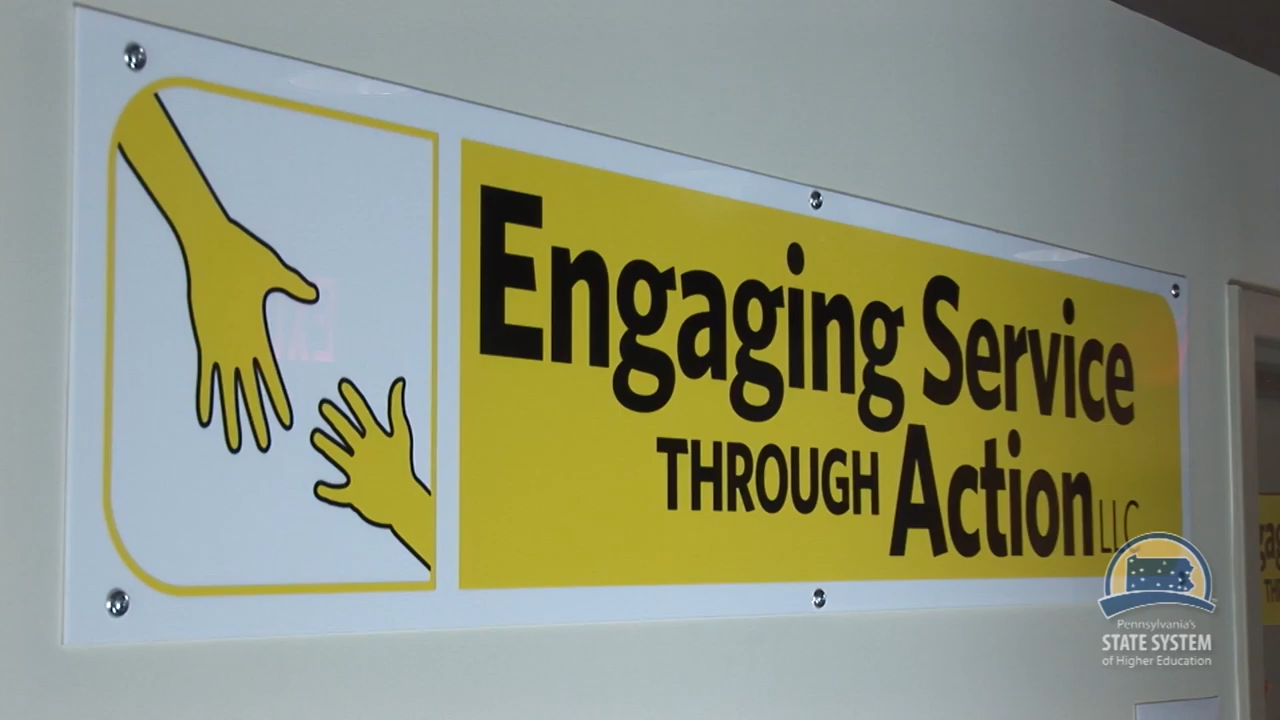 Engaging Service
THROUGH Action LLC
Pennsylvania's
STATE SYSTEM
of Higher Education